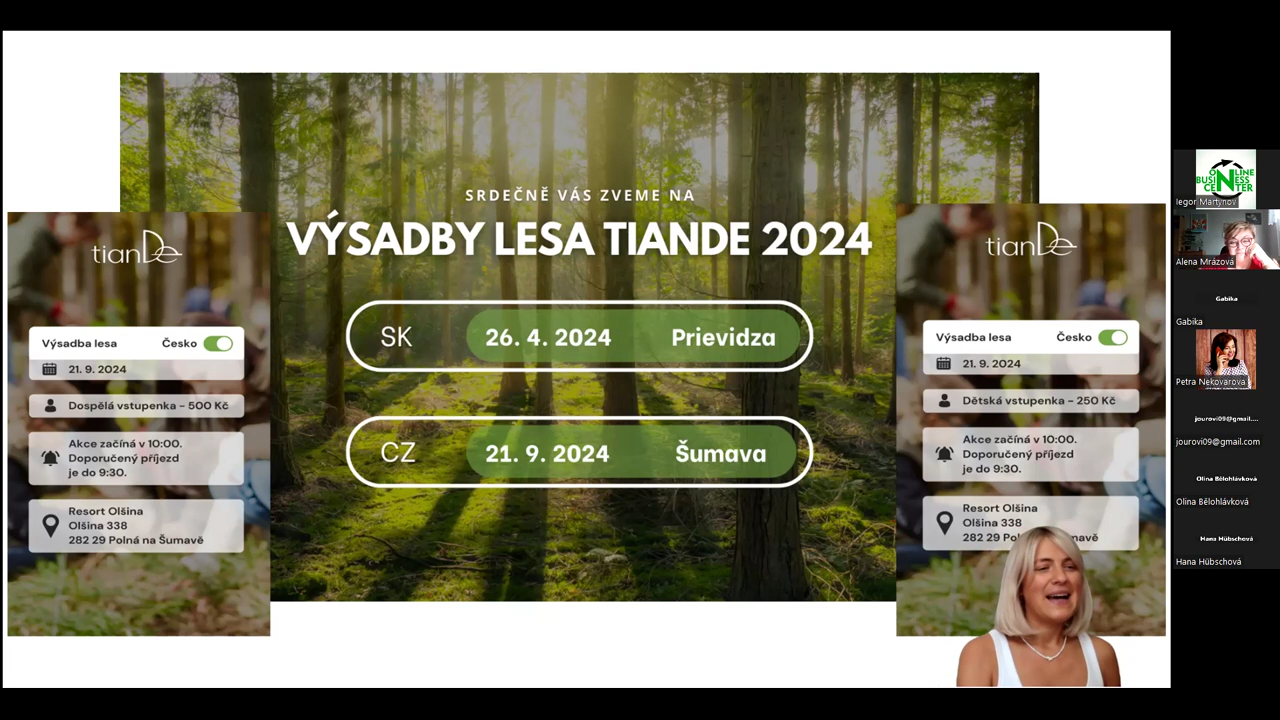 SRDEČNĚ VÁS ZVEME NA
VÝSADBY LESA TIANDE 2024
SK 26. 4. 2024 Prievidza
CZ 21. 9. 2024 Šumava
tianDe
Výsadba lesa Česko
21. 9. 2024
Dospělá vstupenka - 500 Kč
Akce začíná v 10:00.
Doporučený příjezd
je do 9:30.
Resort Olšina
Olšina 338
282 29 Polná na Šumavě
tianDe
Výsadba lesa Česko
21. 9. 2024
Dětská vstupenka - 250 Kč
Akce začíná v 10:00.
Doporučený příjezd
je do 9:30.
Resort Olšina
Olšina 338
282 29
ONLINE
BUSINESS
CENTER
Iegor Martynov
Alena Mrázová
Gabika
Gabika
Petra Nekovářová
jourovi09@gmail....
jourovi09@gmail.com
Olina Bělohlávková
Olina Bělohlávková
Hana Hübschová
Hana Hübschová